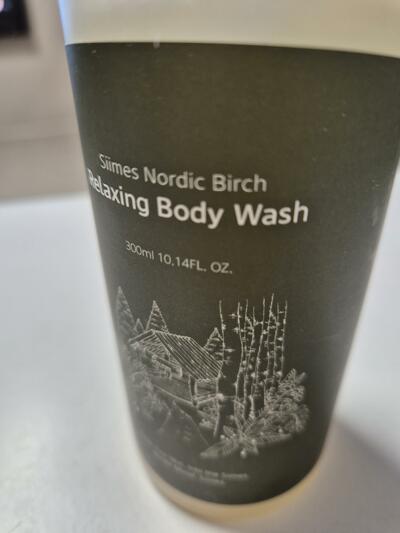 Siimes Nordic Birch
Relaxing Body Wash
300ml 10.14FL. OZ.